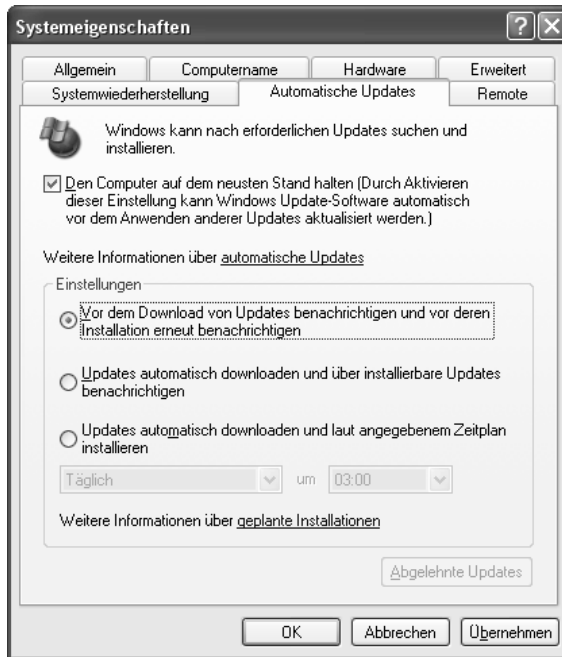 Systemeigenschaften
Allgemein Computername Hardware Erweitert
Systemwiederherstellung Automatische Updates Remote
Windows kann nach erforderlichen Updates suchen und
installieren.
Den Computer auf dem neusten Stand halten (Durch Aktivieren
dieser Einstellung kann Windows Update-Software automatisch
vor dem Anwenden anderer Updates aktualisiert werden.)
Weitere Informationen über automatische Updates
Einstellungen
Vor dem Download von Updates benachrichtigen und vor deren
Installation erneut benachrichtigen
Updates automatisch downloaden und über installierbare Updates
benachrichtigen
Updates automatisch downloaden und laut angegebenem Zeitplan
installieren
Täglich um 03:00
Weitere Informationen über geplante Installationen
Abgelehnte Updates
OK Abbrechen Übernehmen